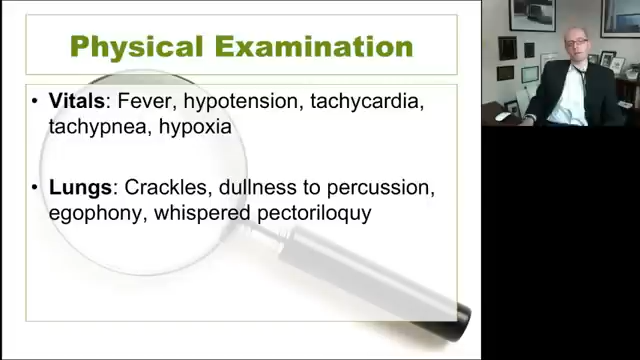 Physical Examination
• Vitals: Fever, hypotension, tachycardia,
tachypnea, hypoxia
• Lungs: Crackles, dullness to percussion,
egophony, whispered pectoriloquy